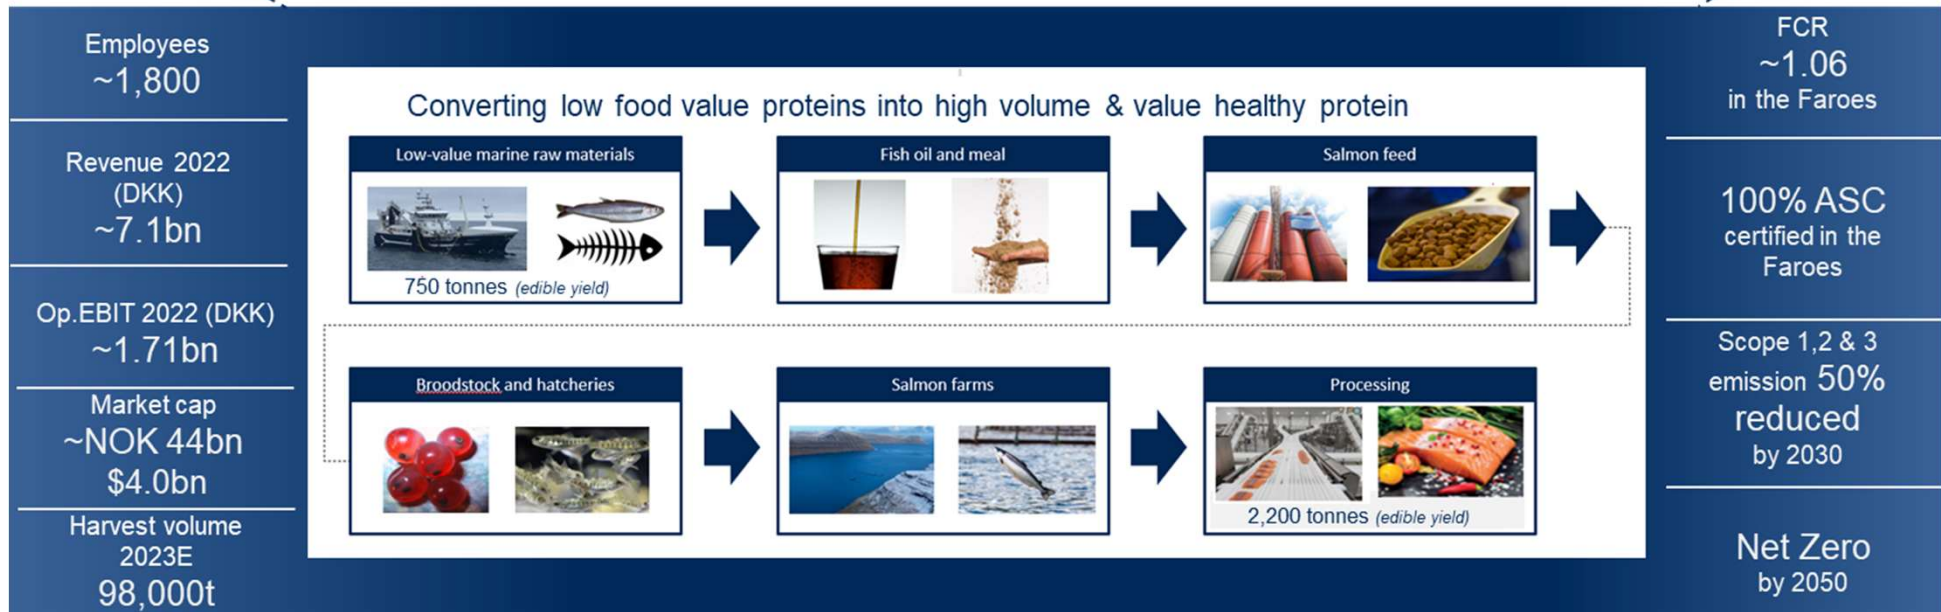 Employees
~1,800
Revenue 2022
(DKK)
~7.1bn
Op.EBIT 2022 (DKK)
~1.71bn
Market cap
~NOK 44bn
$4.0bn
Harvest volume
2023E
98,000t
Converting low food value proteins into high volume & value healthy protein
Low-value marine raw materials
750 tonnes (edible yield)
Fish oil and meal
Salmon feed
Broodstock and hatcheries
Salmon farms
Processing
2,200 tonnes (edible yield)
FCR
~1.06
in the Faroes
100% ASC
certified in the
Faroes
Scope 1,2 & 3
emission 50%
reduced
by 2030
Net Zero
by 2050